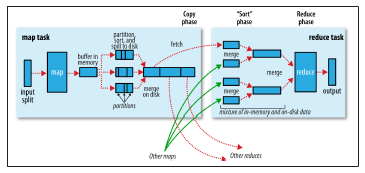 Copy
phase
"Sort"
phase
Reduce
phase
map task
partition,
sort, and
spill to disk
fetch
reduce task
buffer in
memory
map
input
split
merge
on disk
partitions
merge
merge
merge
reduce
output
mixture of in-memory and on-disk data
Other maps
Other reduces